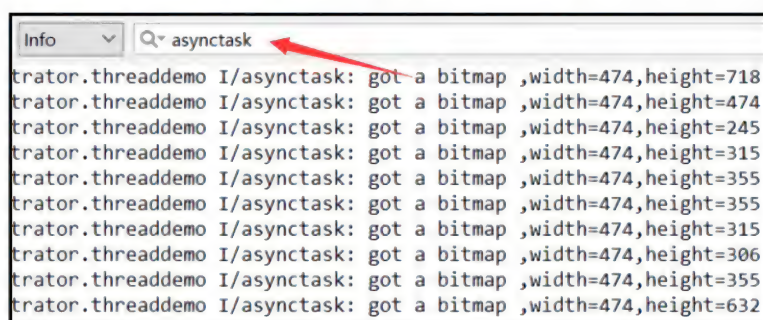 Info asynctask
trator.threaddemo I/asynctask: got a bitmap ,width=474,height=718
trator.threaddemo I/asynctask: got a bitmap ,width=474,height=474
trator.threaddemo I/asynctask: got a bitmap ,width=474,height=245
trator.threaddemo I/asynctask: got a bitmap ,width=474,height=315
trator.threaddemo I/asynctask: got a bitmap ,width=474,height=355
trator.threaddemo I/asynctask: got a bitmap ,width=474,height=355
trator.threaddemo I/asynctask: got a bitmap ,width=474,height=315
trator.threaddemo I/asynctask: got a bitmap ,width=474,height=306
trator.threaddemo I/asynctask: got a bitmap ,width=474,height=355
trator.threaddemo I/asynctask: got a bitmap ,width=474,height=632